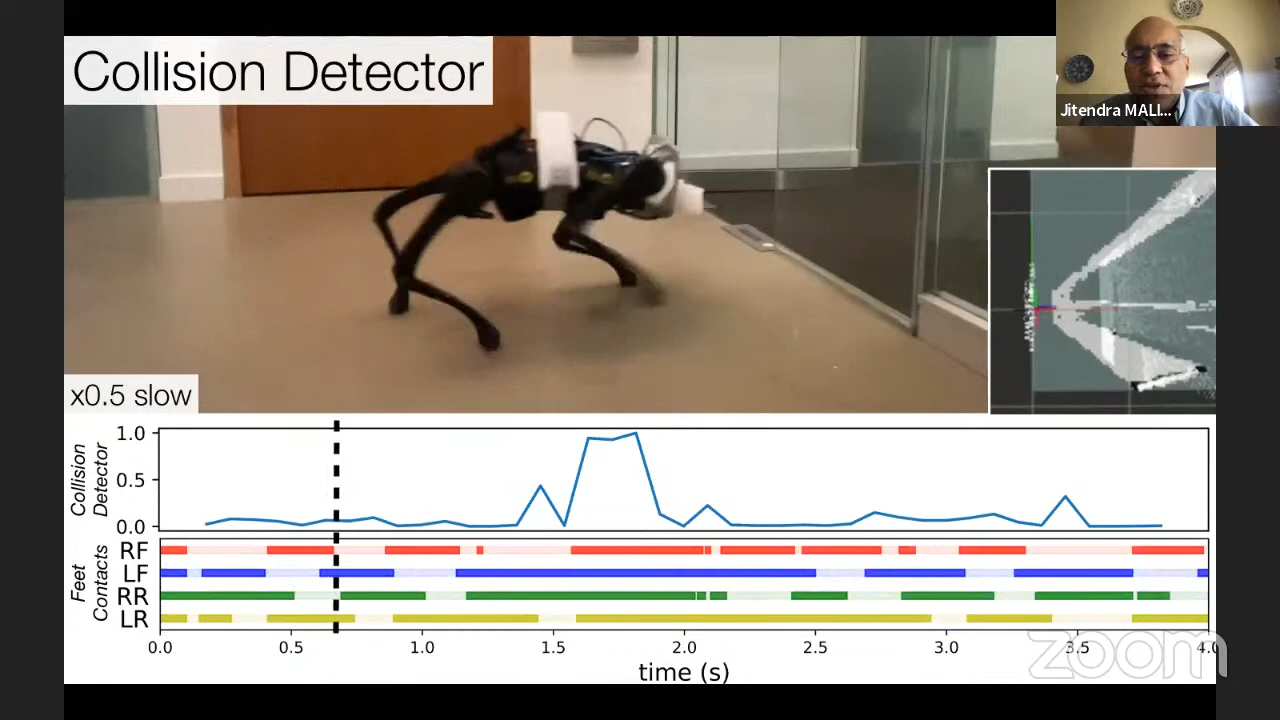 Collision Detector
Jitendra MALI...
x0.5 slow
Collision
Detector
1.0
0.5
0.0
Feet
Contacts
RF
LF
RR
LR
0.0 0.5 1.0 1.5 2.0 2.5 3.0 3.5 4.0
time (s)
zoom